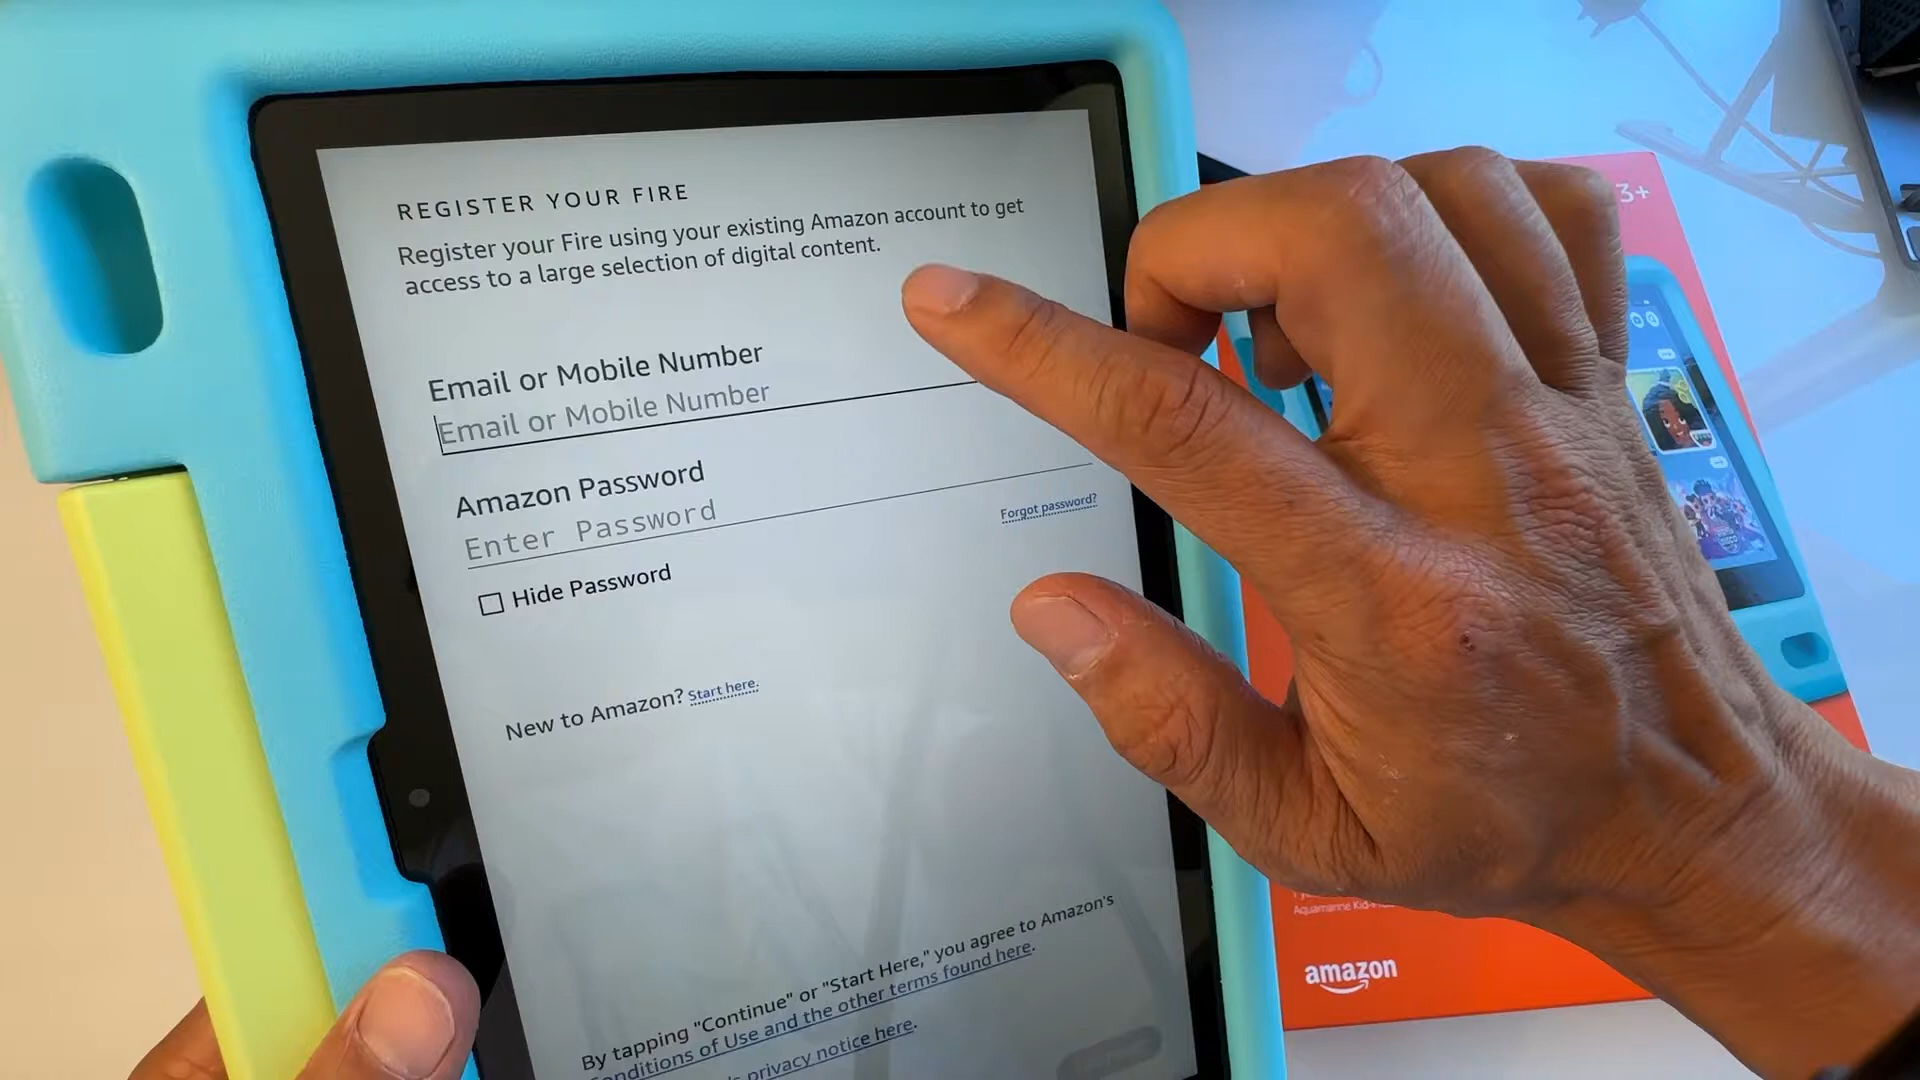 REGISTER YOUR FIRE
Register your Fire using your existing Amazon account to get
access to a large selection of digital content.
Email or Mobile Number
Email or Mobile Number
Amazon Password
Enter Password
Forgot password?
Hide Password
New to Amazon? Start here.
By tapping "Continue" or "Start Here," you agree to Amazon's
Conditions of Use and the other terms found here.
privacy notice here.
3+
Aquamarine
amazon